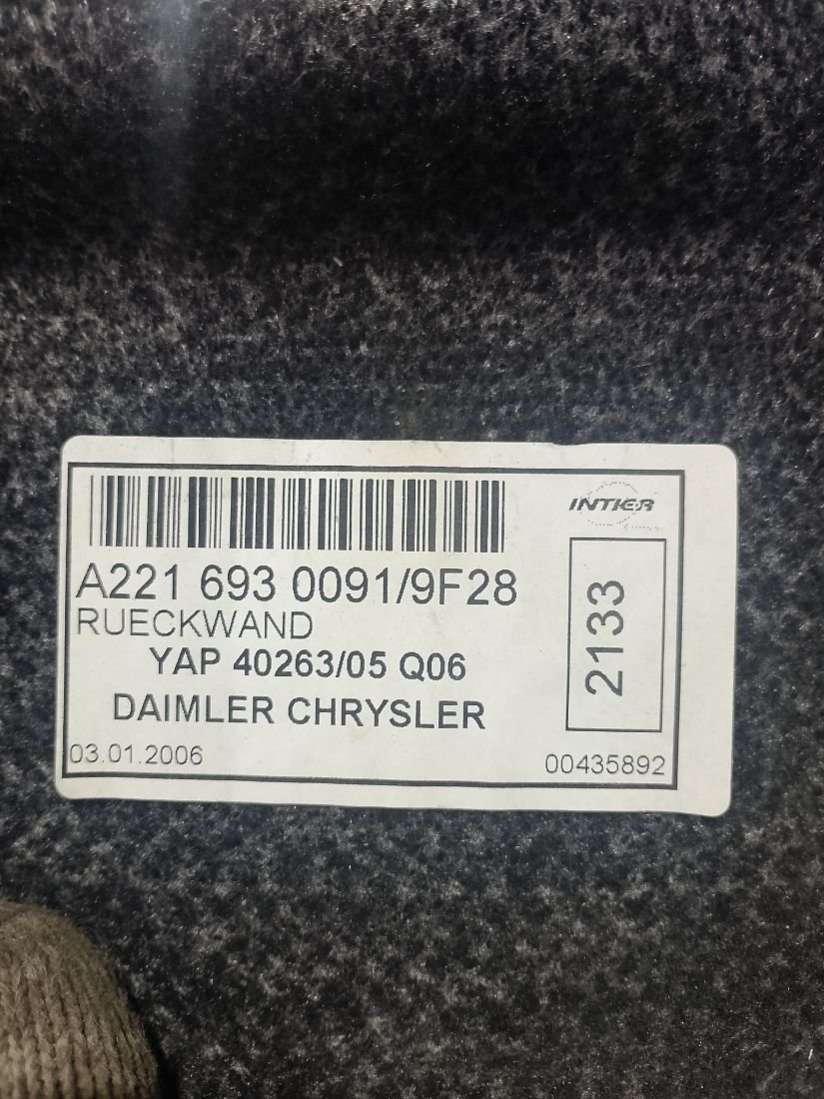 INTIER
A221 693 0091/9F28
RUECKWAND
YAP 40263/05 Q06
DAIMLER CHRYSLER
2133
03.01.2006
00435892